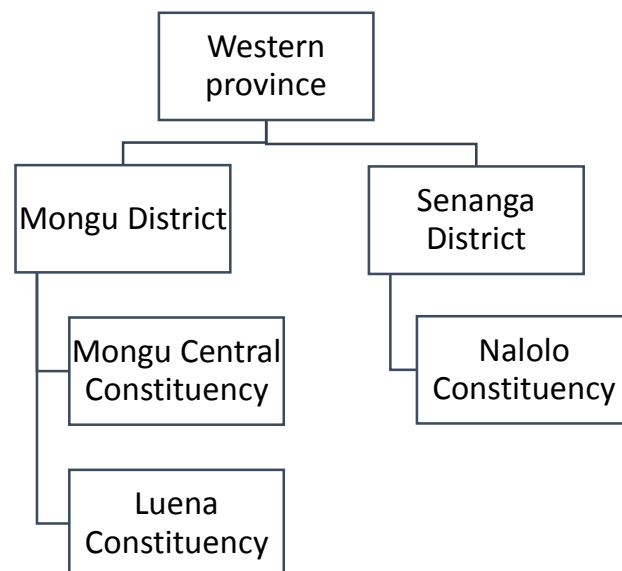 Western
province
Mongu District
Senanga
District
Mongu Central
Constituency
Nalolo
Constituency
Luena
Constituency